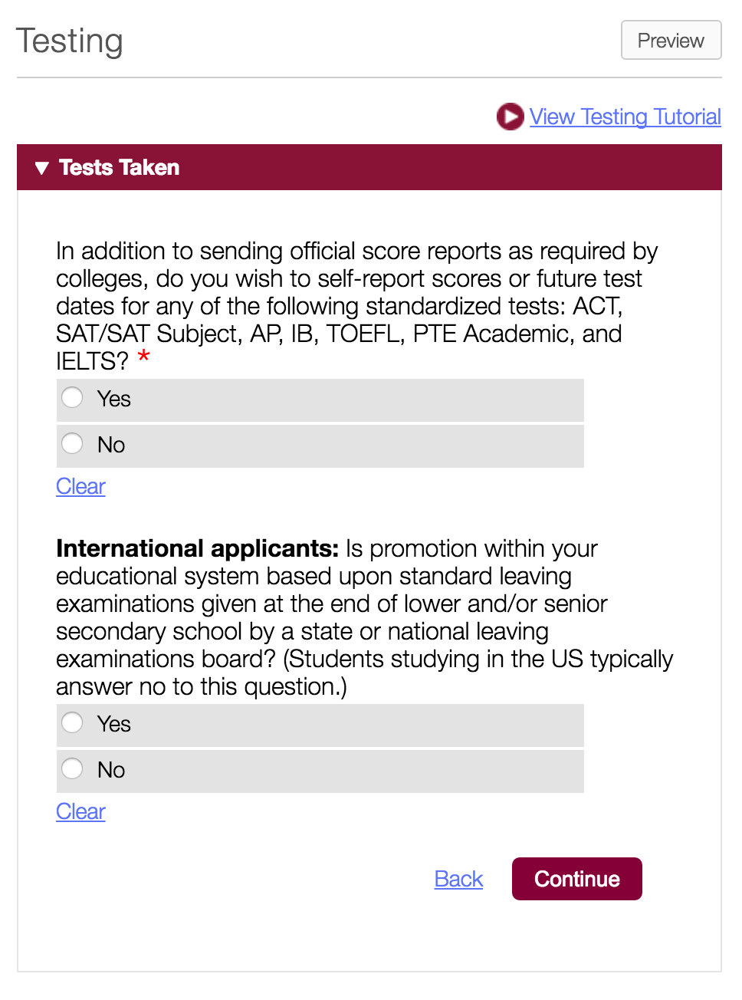 Testing
Preview
View Testing Tutorial
Tests Taken
In addition to sending official score reports as required by
colleges, do you wish to self-report scores or future test
dates for any of the following standardized tests: ACT,
SAT/SAT Subject, AP, IB, TOEFL, PTE Academic, and
IELTS? *
Yes
No
Clear
International applicants: Is promotion within your
educational system based upon standard leaving
examinations given at the end of lower and/or senior
secondary school by a state or national leaving
examinations board? (Students studying in the US typically
answer no to this question.)
Yes
No
Clear
Back
Continue